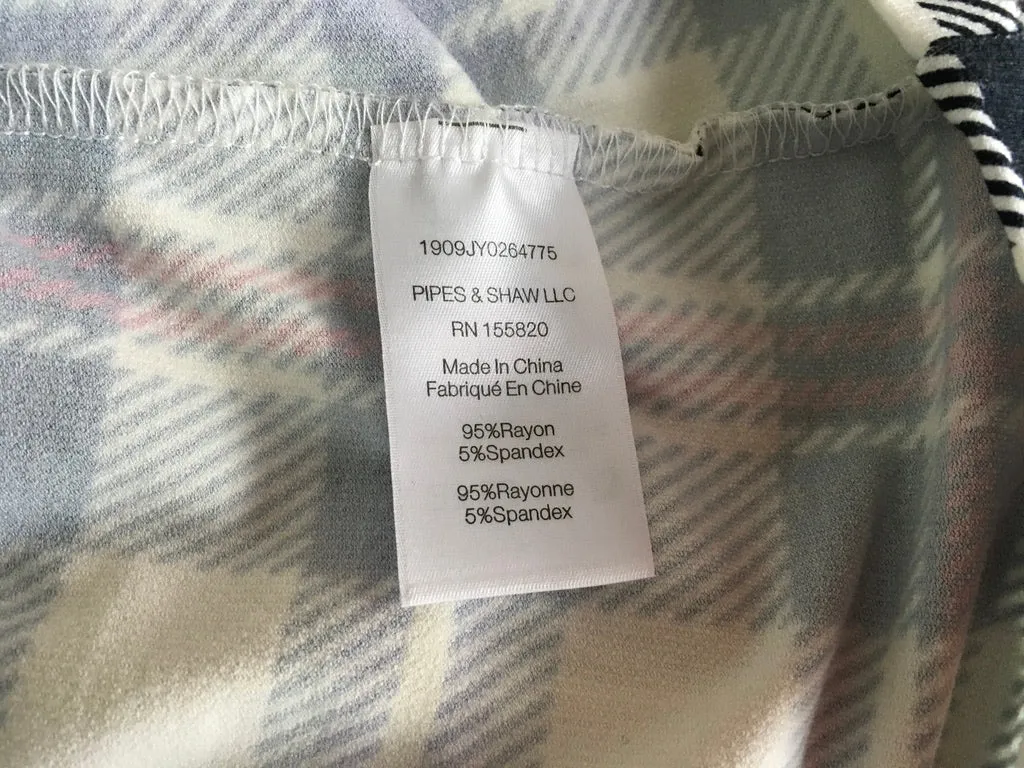 1909JY0264775
PIPES & SHAW LLC
RN 155820
Made In China
Fabriqué En Chine
95%Rayon
5%Spandex
95%Rayonne
5%Spandex